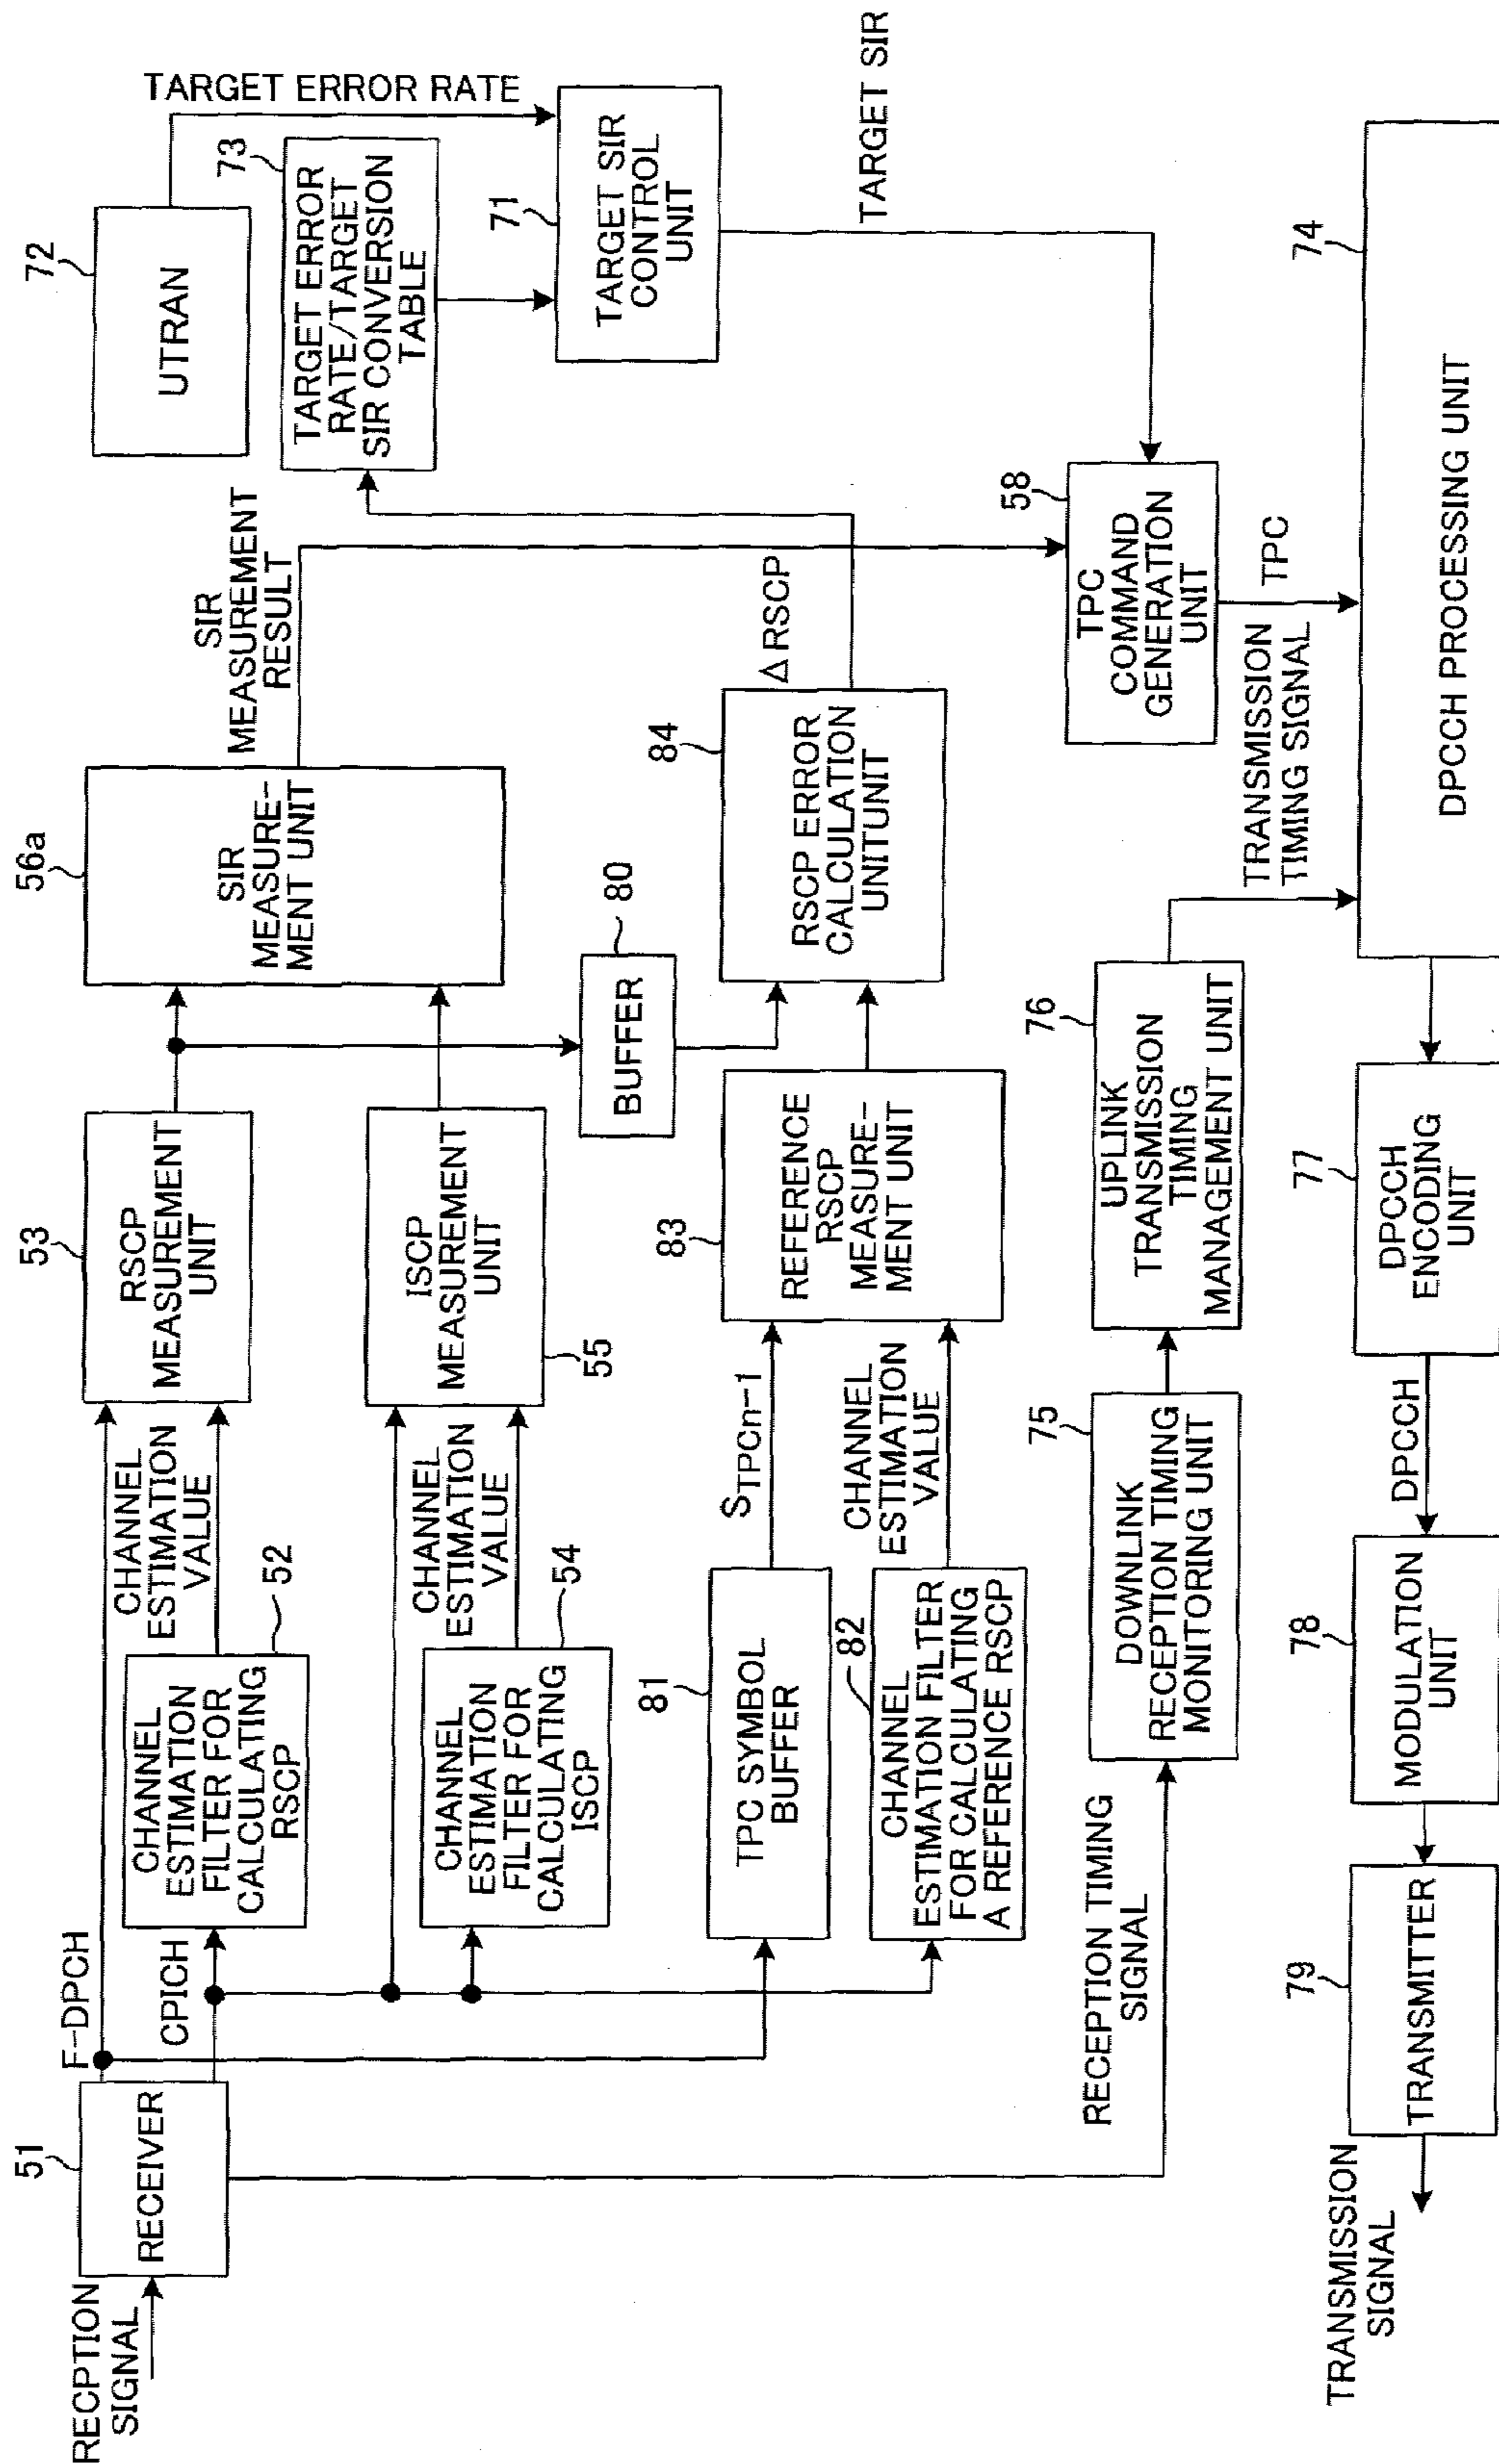 RECPTION
SIGNAL
51
RECEIVER
F-DPCH
CPICH
CHANNEL
ESTIMATION
FILTER FOR
CALCULATING
RSCP
52
CHANNEL
ESTIMATION
VALUE
53
RSCP
MEASUREMENT
UNIT
56a
SIR
MEASURE-
MENT UNIT
SIR
MEASUREMENT
RESULT
72
UTRAN
TARGET ERROR RATE
73
TARGET ERROR
RATE/TARGET
SIR CONVERSION
TABLE
71
TARGET SIR
CONTROL
UNIT
TARGET SIR
CHANNEL
ESTIMATION
FILTER FOR
CALCULATING
ISCP
54
CHANNEL
ESTIMATION
VALUE
ISCP
MEASUREMENT
UNIT
55
BUFFER
80
81
TPC SYMBOL
BUFFER
STPCn-1
82
CHANNEL
ESTIMATION FILTER
FOR CALCULATING
A REFERENCE RSCP
CHANNEL
ESTIMATION
VALUE
83
REFERENCE
RSCP
MEASURE-
MENT UNIT
84
RSCP ERROR
CALCULATION
UNITUNIT
Δ RSCP
58
TPC
COMMAND
GENERATION
UNIT
TPC
RECEPTION TIMING
SIGNAL
75
DOWNLINK
RECEPTION TIMING
MONITORING UNIT
76
UPLINK
TRANSMISSION
TIMING
MANAGEMENT UNIT
TRANSMISSION
TIMING SIGNAL
74
DPCCH PROCESSING UNIT
77
DPCCH
ENCODING
UNIT
DPCCH
78
MODULATION
UNIT
79
TRANSMITTER
TRANSMISSION
SIGNAL